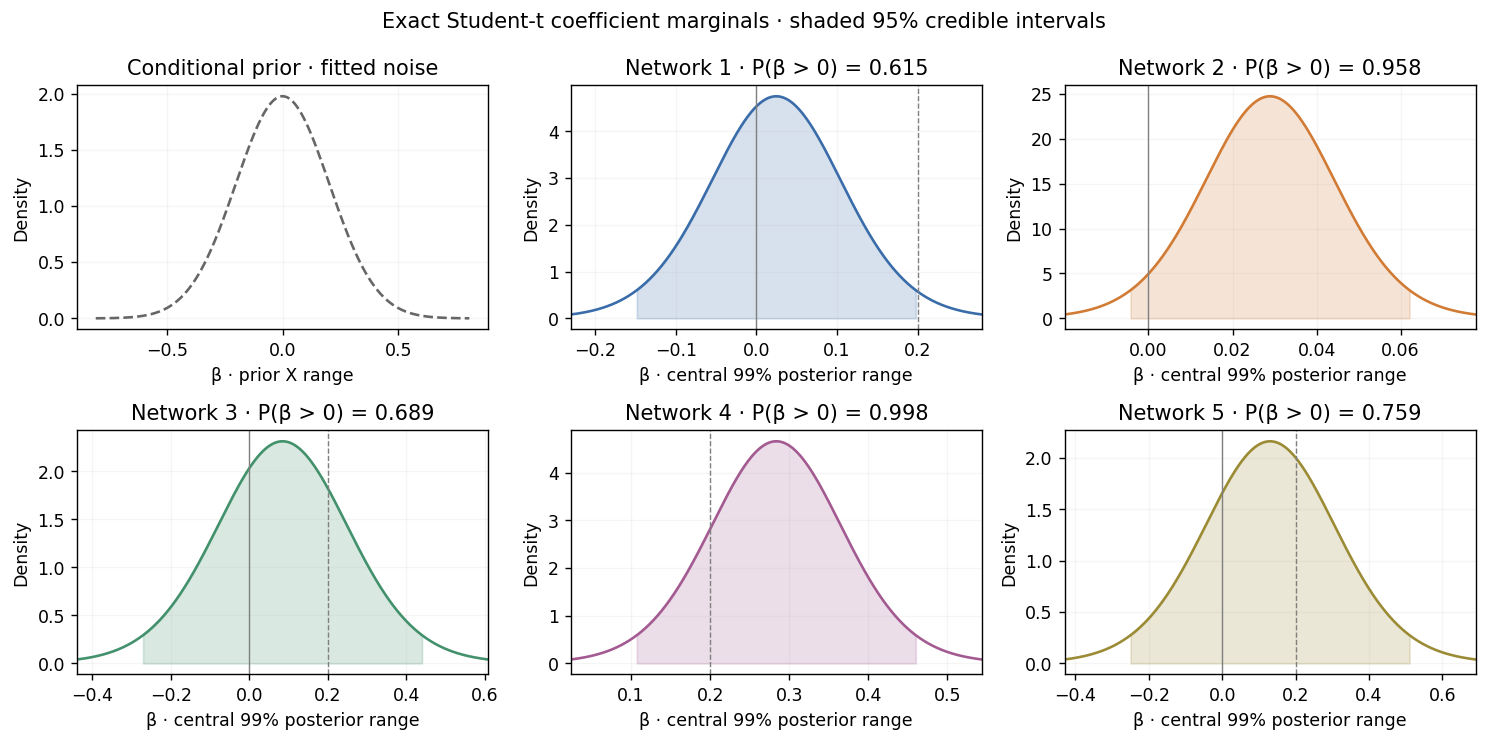 Exact Student-t coefficient marginals · shaded 95% credible intervals
Conditional prior · fitted noise
Density
2.0
1.5
1.0
0.5
0.0
−0.5 0.0 0.5
β · prior X range
Network 1 · P(β > 0) = 0.615
Density
4
3
2
1
0
−0.2 −0.1 0.0 0.1 0.2
β · central 99% posterior range
Network 2 · P(β > 0) = 0.958
Density
25
20
15
10
5
0
0.00 0.02 0.04 0.06
β · central 99% posterior range
Network 3 · P(β > 0) = 0.689
Density
2.0
1.5
1.0
0.5
0.0
−0.4 −0.2 0.0 0.2 0.4 0.6
β · central 99% posterior range
Network 4 · P(β > 0) = 0.998
Density
4
3
2
1
0
0.1 0.2 0.3 0.4 0.5
β · central 99% posterior range
Network 5 · P(β > 0) = 0.759
Density
2.0
1.5
1.0
0.5
0.0
−0.4 −0.2 0.0 0.2 0.4 0.6
β · central 99% posterior range